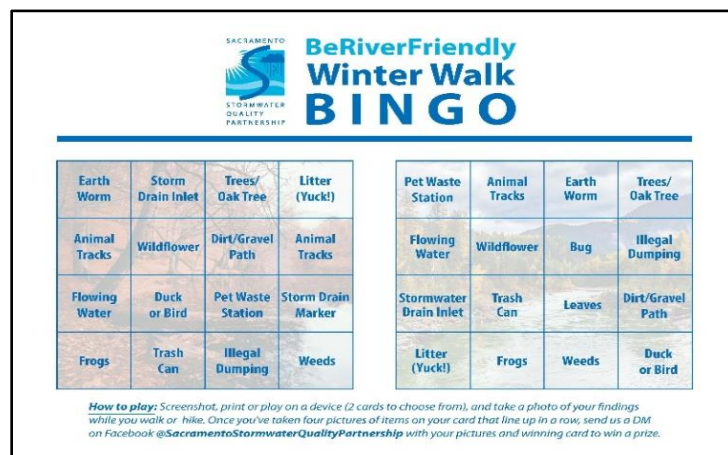 SACRAMENTO
STORMWATER
QUALITY
PARTNERSHIP
BeRiverFriendly
Winter Walk
BINGO
Earth
Worm
Storm
Drain Inlet
Trees/
Oak Tree
Litter
(Yuck!)
Animal
Tracks
Wildflower
Dirt/Gravel
Path
Animal
Tracks
Flowing
Water
Duck
or Bird
Pet Waste
Station
Storm Drain
Marker
Frogs
Trash
Can
Illegal
Dumping
Weeds
Pet Waste
Station
Animal
Tracks
Earth
Worm
Trees/
Oak Tree
Flowing
Water
Wildflower
Bug
Illegal
Dumping
Stormwater
Drain Inlet
Trash
Can
Leaves
Dirt/Gravel
Path
Litter
(Yuck!)
Frogs
Weeds
Duck
or Bird
How to play: Screenshot, print or play on a device (2 cards to choose from), and take a photo of your findings
while you walk or hike. Once you've taken four pictures of items on your card that line up in a row, send us a DM
on Facebook @SacramentoStormwaterQualityPartnership with your pictures and winning card to win a prize.